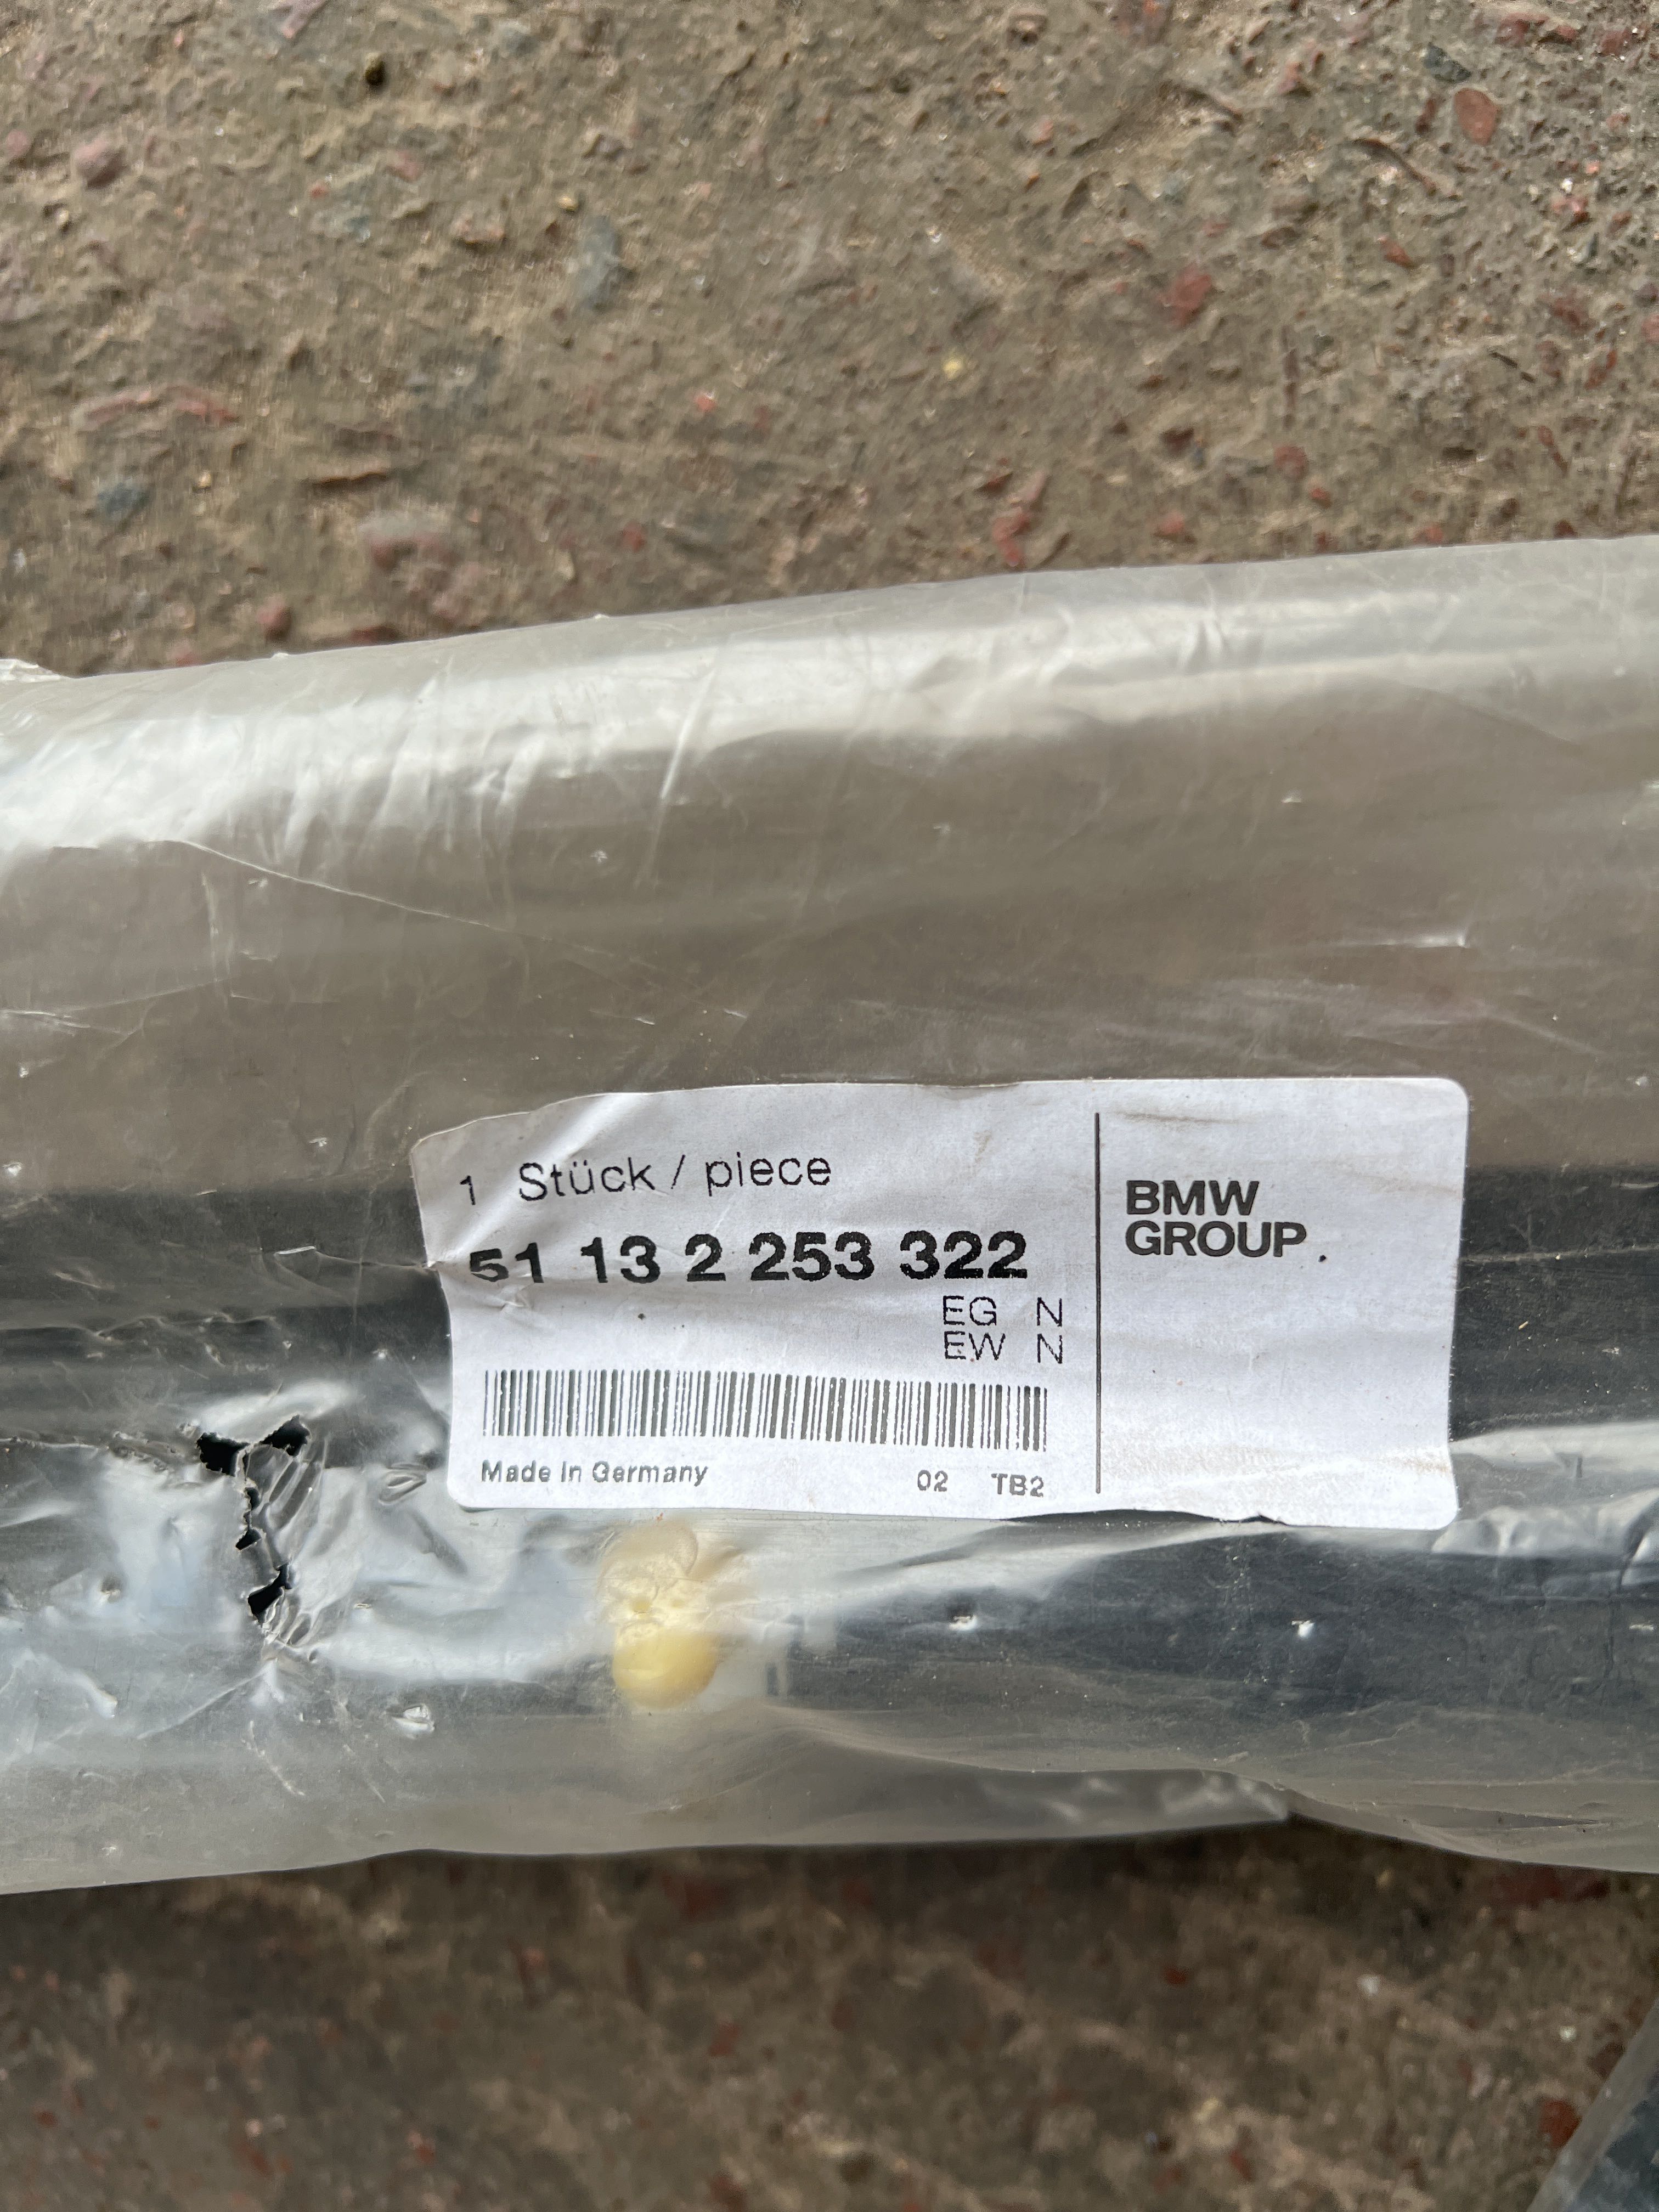 1 Stück / piece
51 13 2 253 322
EG N
EW N
Made In Germany 02 TB2
BMW
GROUP